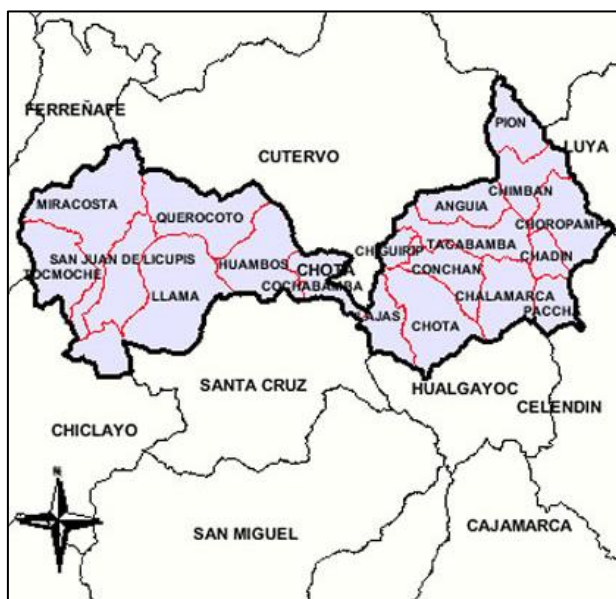 PION
FERREÑAFE
LUYA
CUTERVO
CHIMBAN
MIRACOSTA
ANGUIA
QUEROCOTO
CHOROPAMP
CHIGUIRIP
TACABAMBA
SAN JUAN DE LICUPIS
CHADIN
HUAMBOS
CHOTA
CONCHAN
TOCMOCHE
COCHABAMBA
LLAMA
CHALAMARCA
PACCHA
LAJAS
CHOTA
SANTA CRUZ
HUALGAYOC
CELENDIN
CHICLAYO
N
SAN MIGUEL
CAJAMARCA